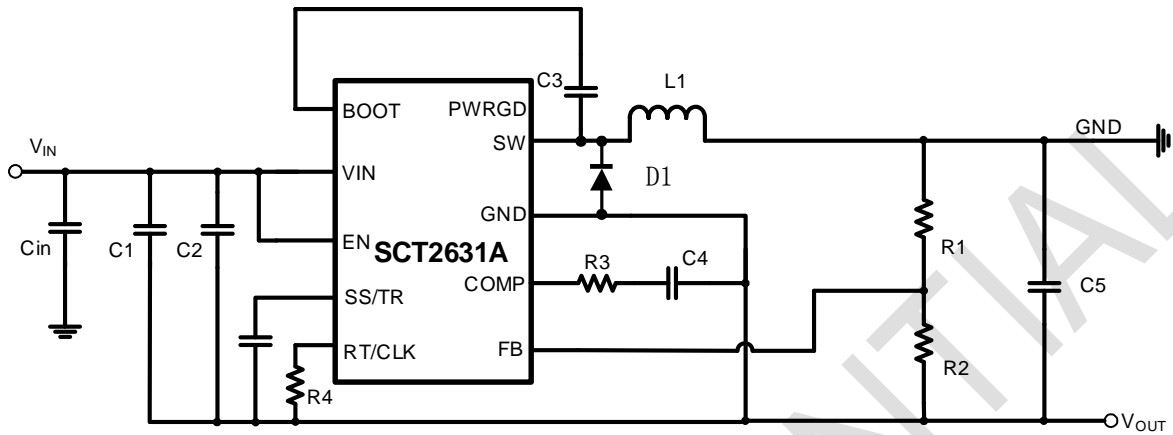 C3
L1
BOOT
PWRGD
SW
GND
VIN
VIN
D1
GND
Cin
C1
C2
EN
SCT2631A
R3
C4
R1
COMP
SS/TR
C5
RT/CLK
FB
R2
R4
VOUT
NTIAL